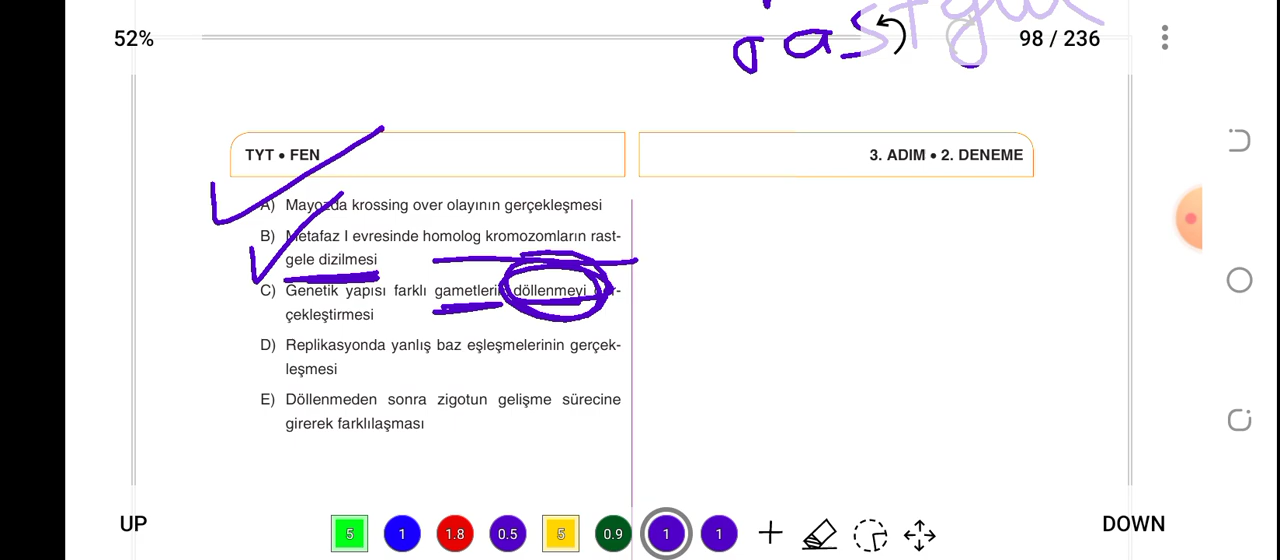 52%
98 / 236
TYT • FEN
3. ADIM • 2. DENEME
A) Mayozda krossing over olayının gerçekleşmesi
B) Metafaz I evresinde homolog kromozomların rast-
gele dizilmesi
C) Genetik yapısı farklı gametlerin döllenmeyi ger-
çekleştirmesi
D) Replikasyonda yanlış baz eşleşmelerinin gerçek-
leşmesi
E) Döllenmeden sonra zigotun gelişme sürecine
girerek farklılaşması
UP
5 1 1.8 0.5 5 0.9 1 1
DOWN